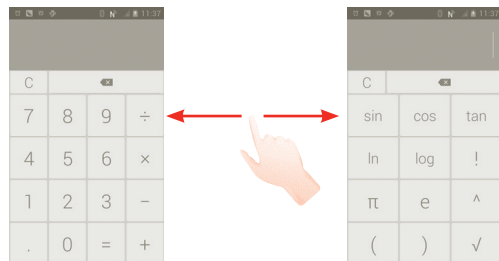 11:37
C
7 8 9 ÷
4 5 6 ×
1 2 3 −
. 0 = +
11:37
C
sin cos tan
ln log !
π e ^
( ) √